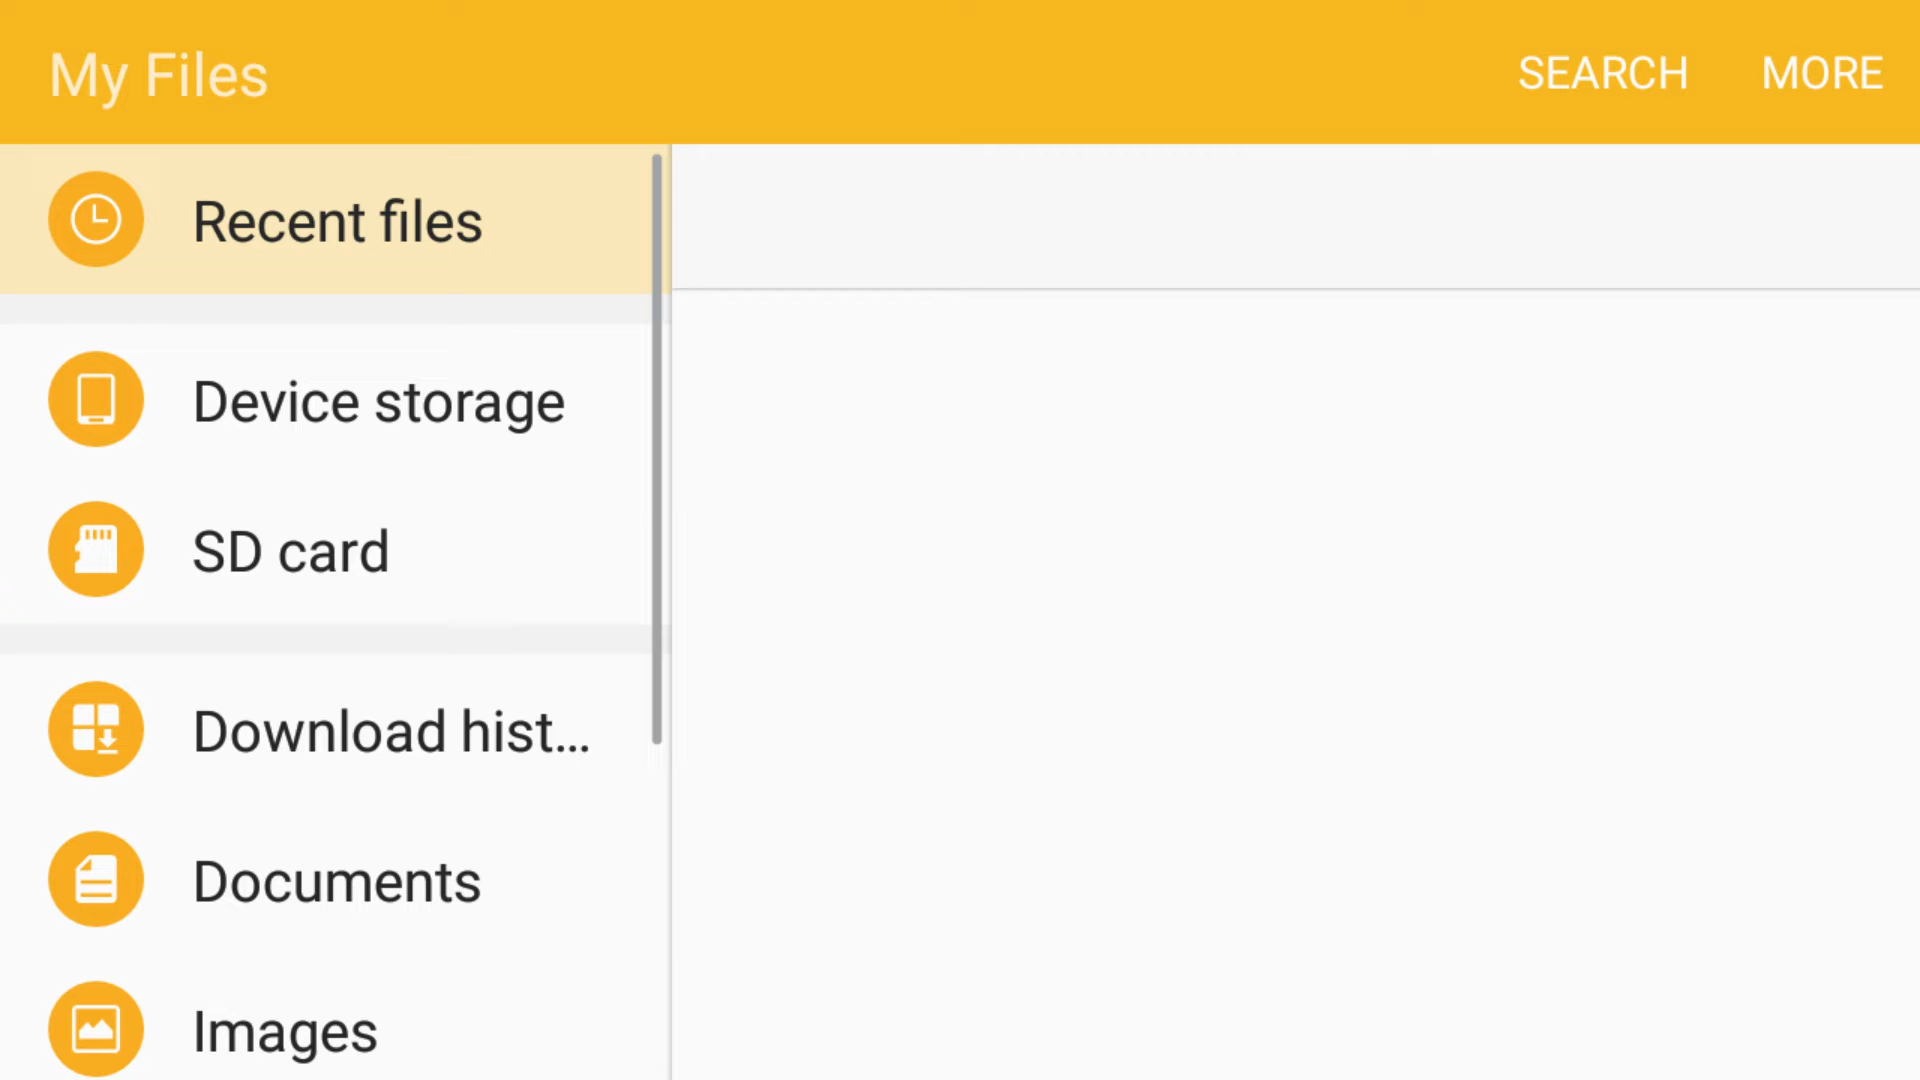 My Files
SEARCH
MORE
Recent files
Device storage
SD card
Download hist...
Documents
Images